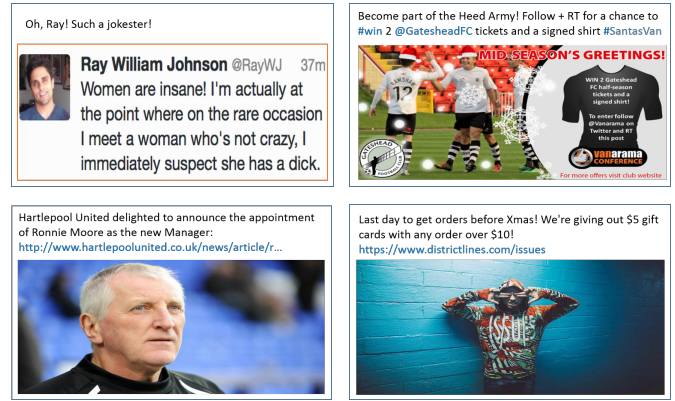 Oh, Ray! Such a jokester!
Ray William Johnson @RayWJ 37m
Women are insane! I'm actually at
the point where on the rare occasion
I meet a woman who's not crazy, I
immediately suspect she has a dick.
Become part of the Heed Army! Follow + RT for a chance to
#win 2 @GatesheadFC tickets and a signed shirt #SantasVan
MID-SEASON'S GREETINGS!
12
WIN 2 Gateshead
FC half-season
tickets and a
signed shirt!
To enter follow
@Vanarama on
Twitter and RT
this post
GATESHEAD
FOOTBALL CLUB
vanarama
CONFERENCE
For more offers visit club website
Hartlepool United delighted to announce the appointment
of Ronnie Moore as the new Manager:
http://www.hartlepoolunited.co.uk/news/article/r...
Last day to get orders before Xmas! We're giving out $5 gift
cards with any order over $10!
https://www.districtlines.com/issues